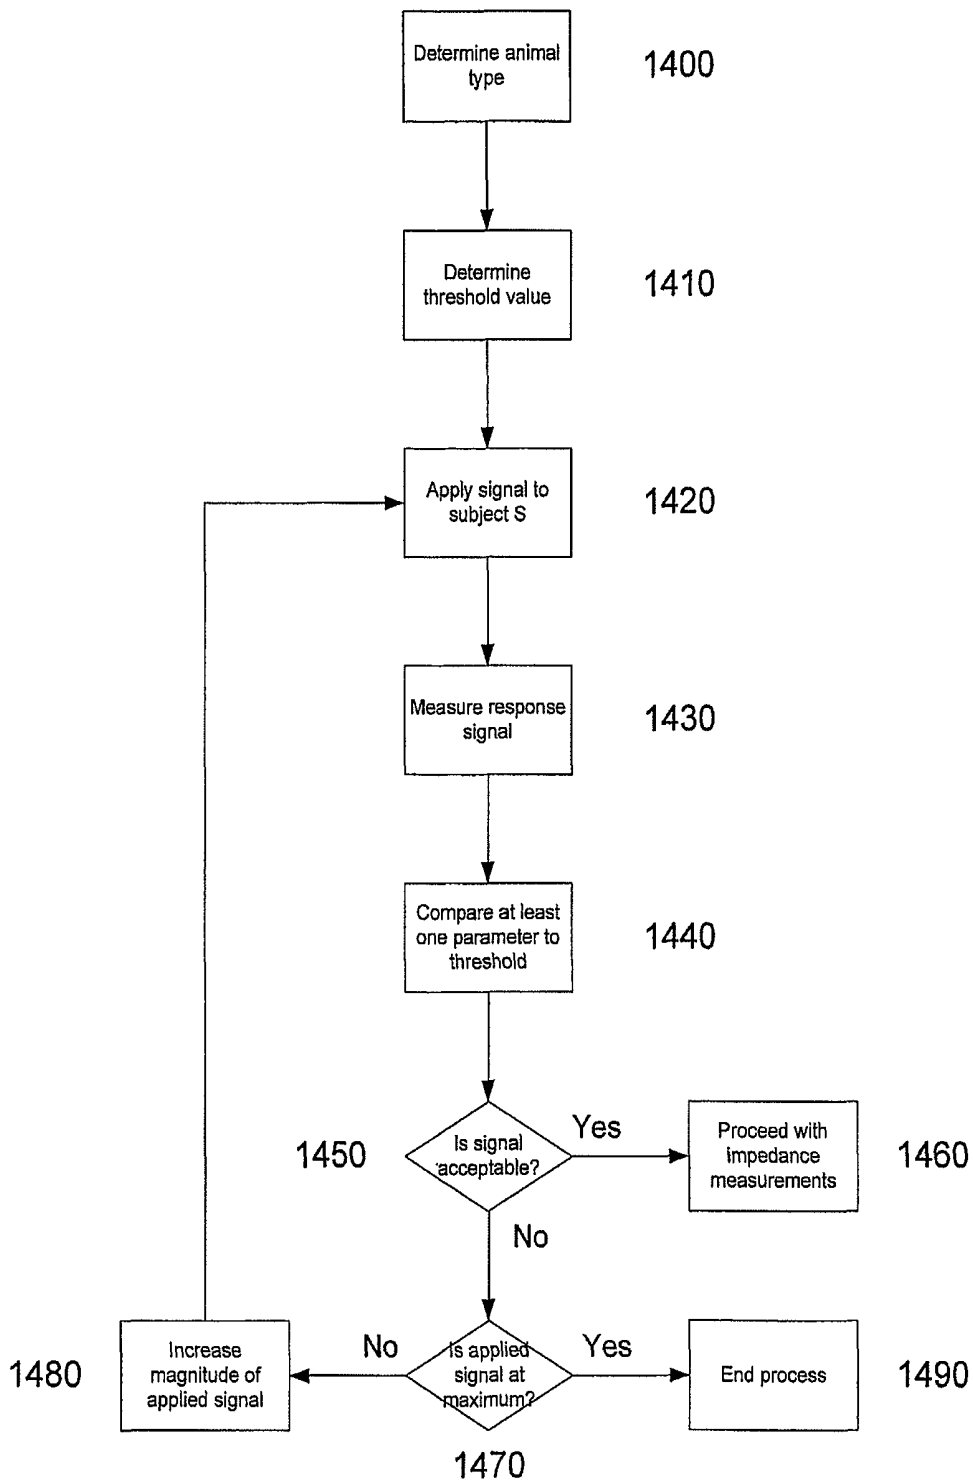 Determine animal
type
1400
Determine
threshold value
1410
Apply signal to
subject S
1420
Measure response
signal
1430
Compare at least
one parameter to
threshold
1440
1450
Is signal
acceptable?
Yes
Proceed with
impedance
measurements
1460
No
1480
Increase
magnitude of
applied signal
No
Is applied
signal at
maximum?
Yes
End process
1490
1470